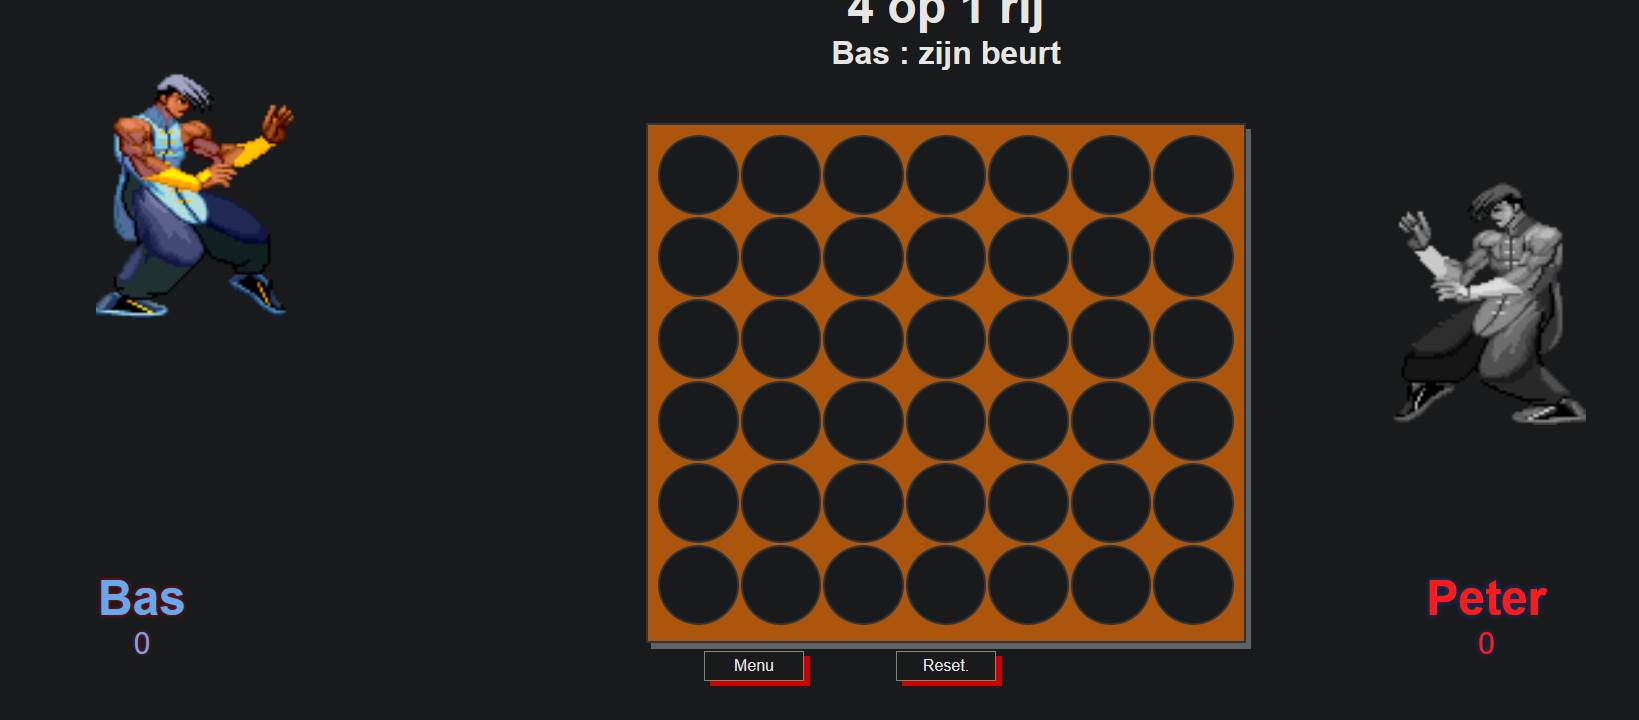 4 op 1 rij
Bas : zijn beurt
Bas
0
Peter
0
Menu
Reset.